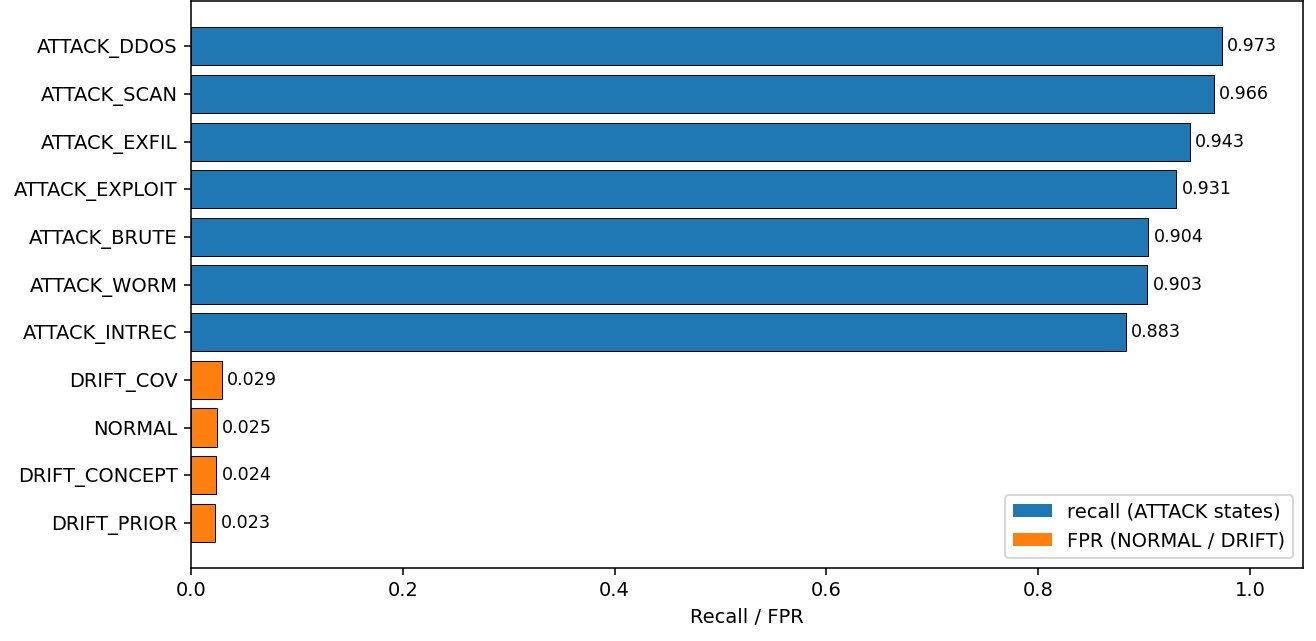 ATTACK_DDOS 0.973
ATTACK_SCAN 0.966
ATTACK_EXFIL 0.943
ATTACK_EXPLOIT 0.931
ATTACK_BRUTE 0.904
ATTACK_WORM 0.903
ATTACK_INTREC 0.883
DRIFT_COV 0.029
NORMAL 0.025
DRIFT_CONCEPT 0.024
DRIFT_PRIOR 0.023
recall (ATTACK states)
FPR (NORMAL / DRIFT)
0.0 0.2 0.4 0.6 0.8 1.0
Recall / FPR